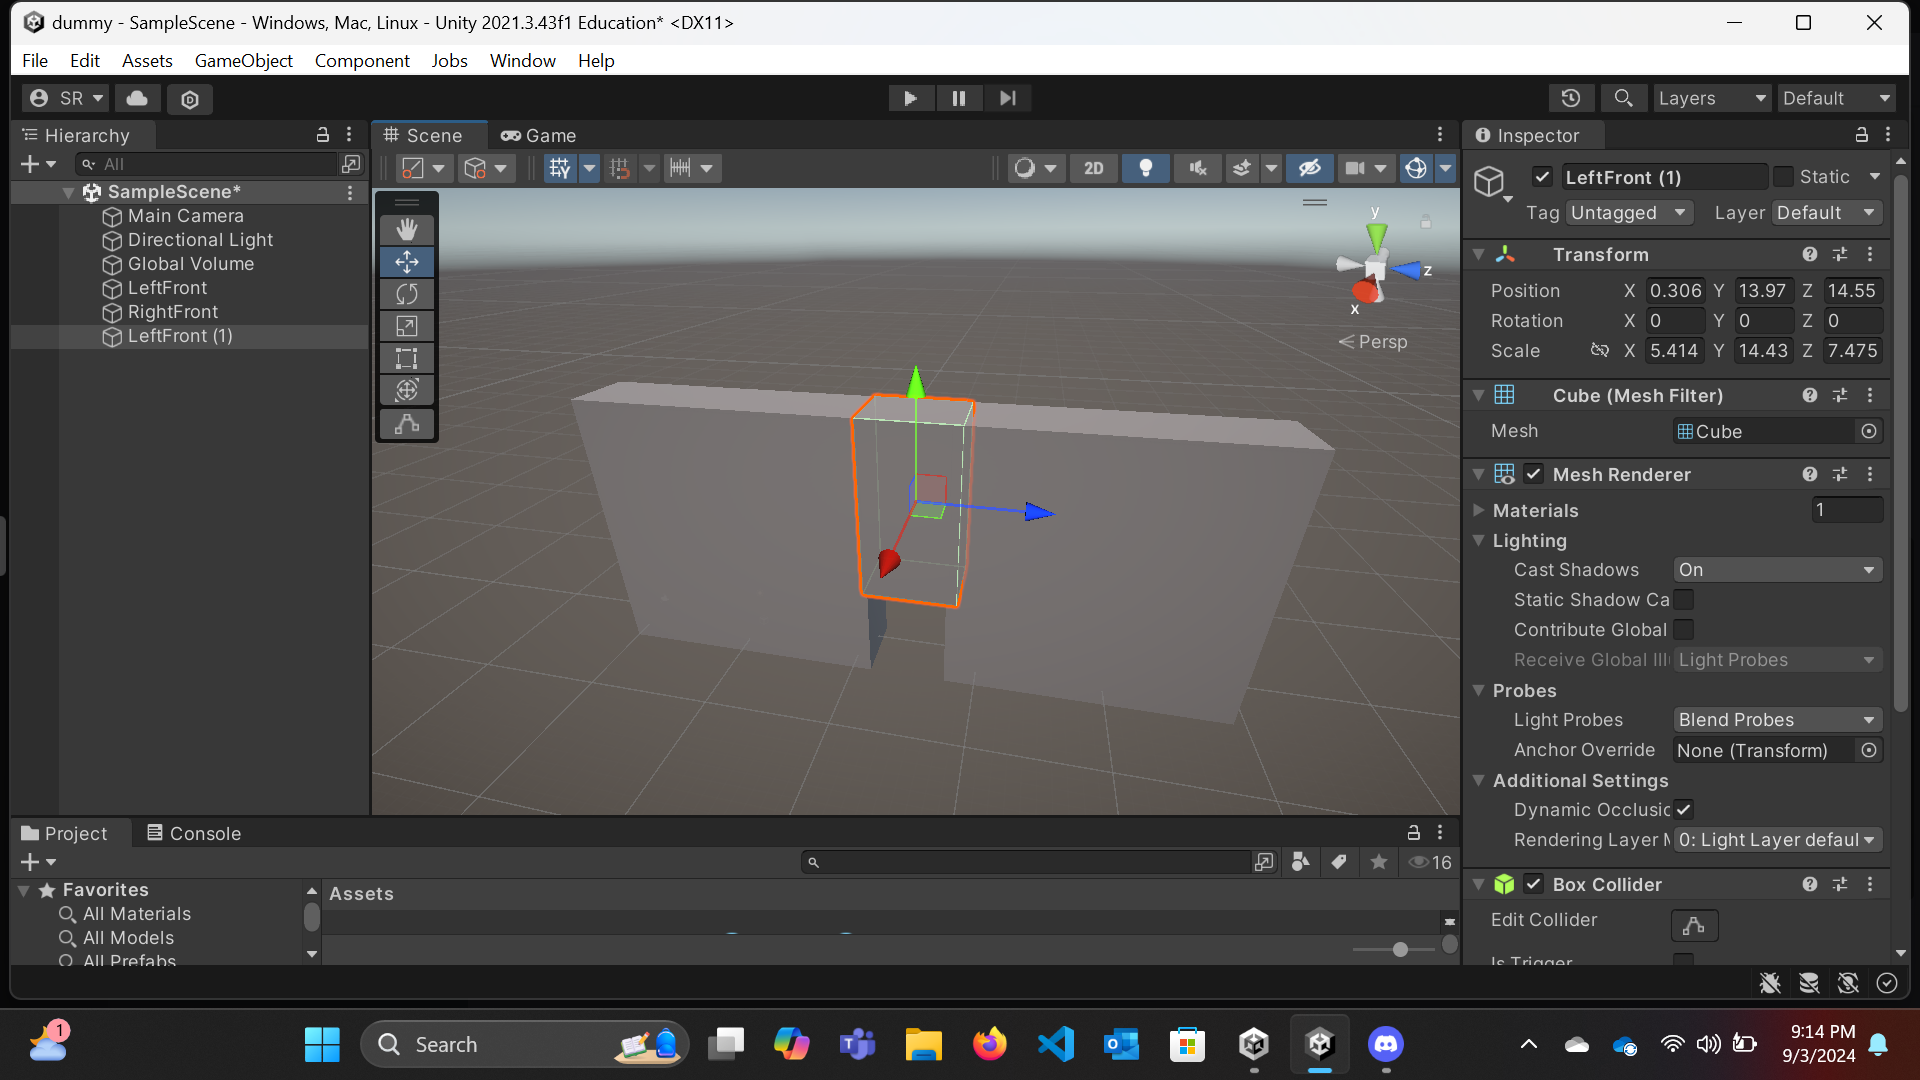 dummy - SampleScene - Windows, Mac, Linux - Unity 2021.3.43f1 Education* <DX11>
File Edit Assets GameObject Component Jobs Window Help
SR
Layers Default
Hierarchy
All
SampleScene*
Main Camera
Directional Light
Global Volume
LeftFront
RightFront
LeftFront (1)
Scene Game
2D
y
z
x
Persp
Inspector
LeftFront (1) Static
Tag Untagged Layer Default
Transform
Position X 0.306 Y 13.97 Z 14.55
Rotation X 0 Y 0 Z 0
Scale X 5.414 Y 14.43 Z 7.475
Cube (Mesh Filter)
Mesh Cube
Mesh Renderer
Materials 1
Lighting
Cast Shadows On
Static Shadow Ca
Contribute Global
Receive Global Illu Light Probes
Probes
Light Probes Blend Probes
Anchor Override None (Transform)
Additional Settings
Dynamic Occlusic
Rendering Layer M 0: Light Layer defaul
Box Collider
Edit Collider
Is Trigger
Project Console
16
Favorites
All Materials
All Models
All Prefabs
Assets
1
Search
9:14 PM
9/3/2024